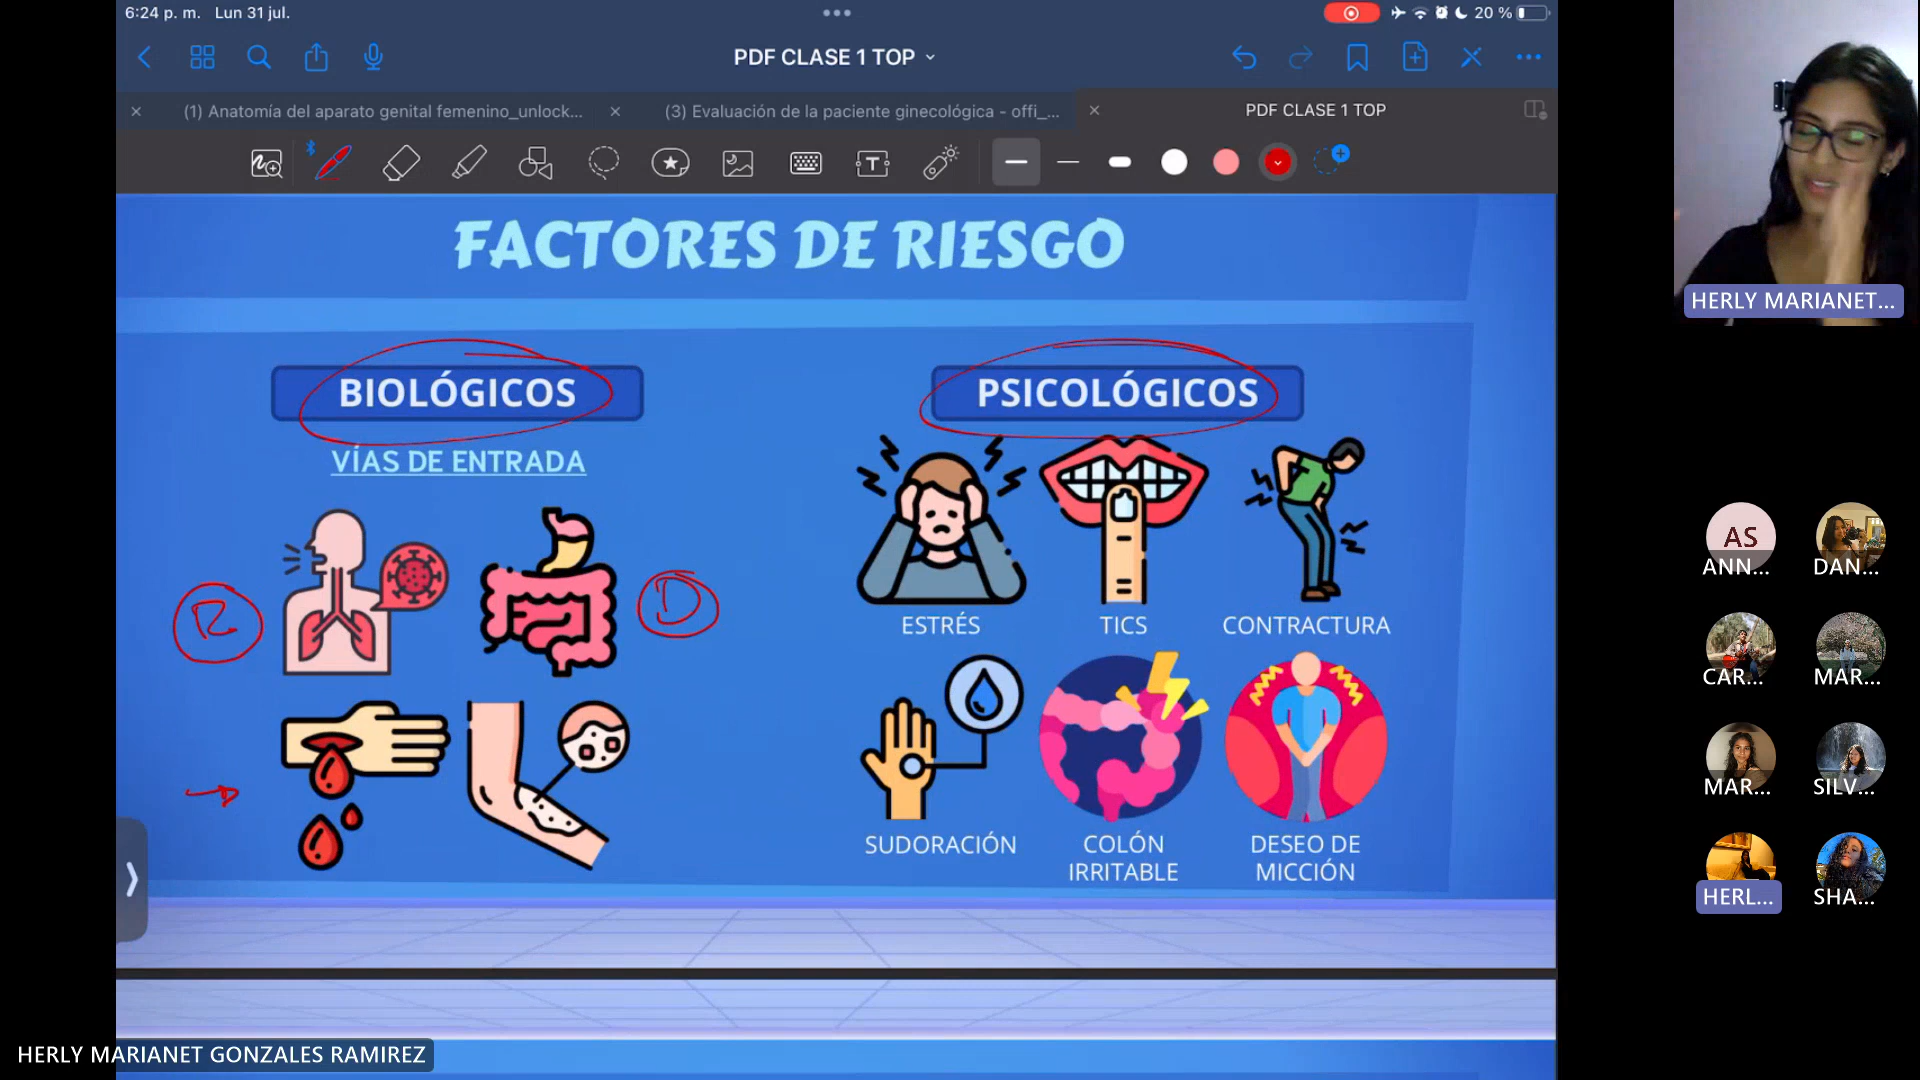 6:24 p. m. Lun 31 jul.
20 %
PDF CLASE 1 TOP
(1) Anatomía del aparato genital femenino_unlock...
(3) Evaluación de la paciente ginecológica - offi_...
PDF CLASE 1 TOP
T
FACTORES DE RIESGO
BIOLÓGICOS
PSICOLÓGICOS
VÍAS DE ENTRADA
R
D
ESTRÉS
TICS
CONTRACTURA
SUDORACIÓN
COLÓN
IRRITABLE
DESEO DE
MICCIÓN
HERLY MARIANET GONZALES RAMIREZ
HERLY MARIANET...
AS
ANN...
DAN...
CAR...
MAR...
MAR...
SILV...
HERL...
SHA...